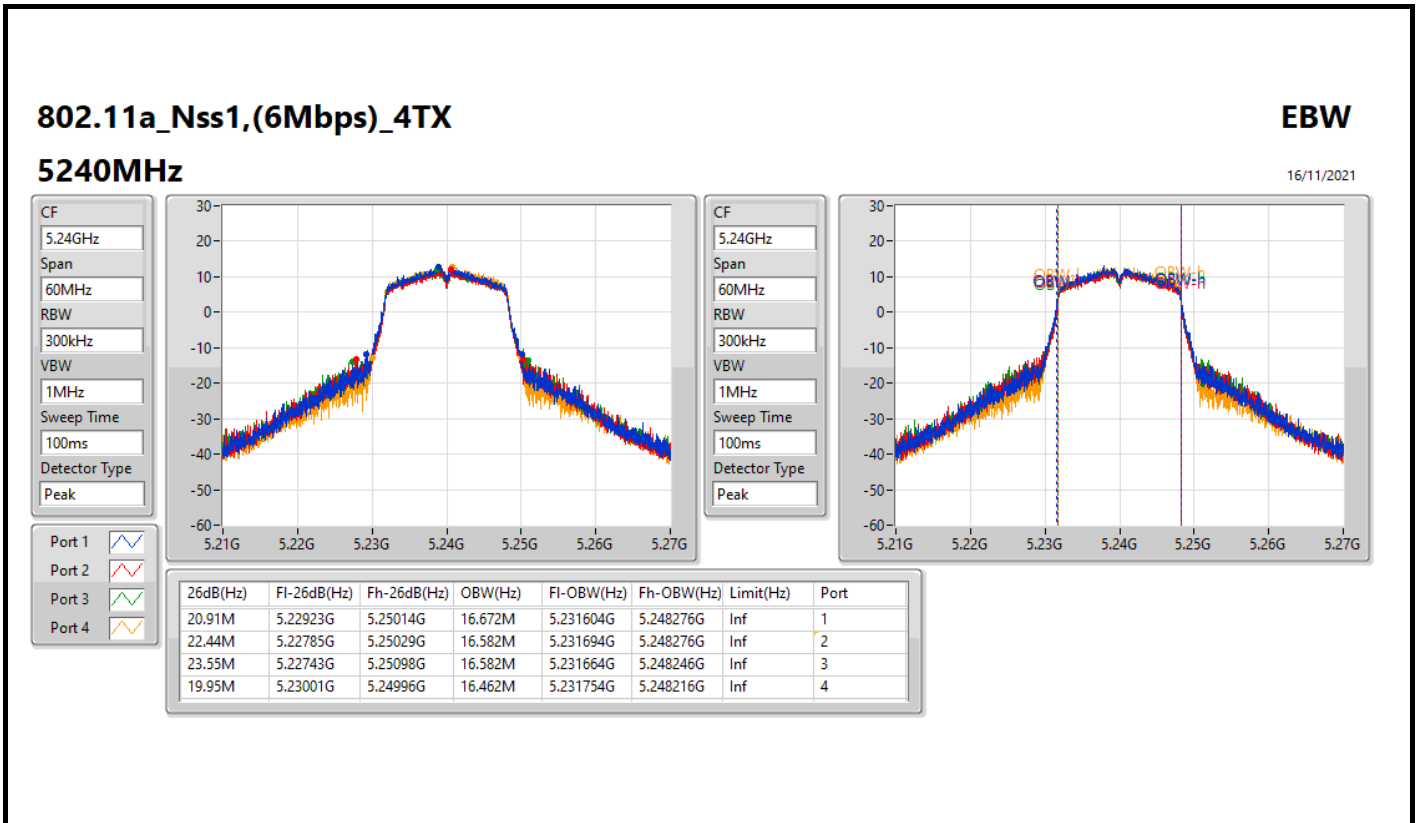 802.11a_Nss1,(6Mbps)_4TX
EBW
5240MHz
16/11/2021
CF
5.24GHz
Span
60MHz
RBW
300kHz
VBW
1MHz
Sweep Time
100ms
Detector Type
Peak
30
20
10
0
-10
-20
-30
-40
-50
-60
5.21G 5.22G 5.23G 5.24G 5.25G 5.26G 5.27G
CF
5.24GHz
Span
60MHz
RBW
300kHz
VBW
1MHz
Sweep Time
100ms
Detector Type
Peak
30
20
10
0
-10
-20
-30
-40
-50
-60
OBW-h
5.21G 5.22G 5.23G 5.24G 5.25G 5.26G 5.27G
Port 1
Port 2
Port 3
Port 4
26dB(Hz) Fl-26dB(Hz) Fh-26dB(Hz) OBW(Hz) Fl-OBW(Hz) Fh-OBW(Hz) Limit(Hz) Port
20.91M 5.22923G 5.25014G 16.672M 5.231604G 5.248276G Inf 1
22.44M 5.22785G 5.25029G 16.582M 5.231694G 5.248276G Inf 2
23.55M 5.22743G 5.25098G 16.582M 5.231664G 5.248246G Inf 3
19.95M 5.23001G 5.24996G 16.462M 5.231754G 5.248216G Inf 4